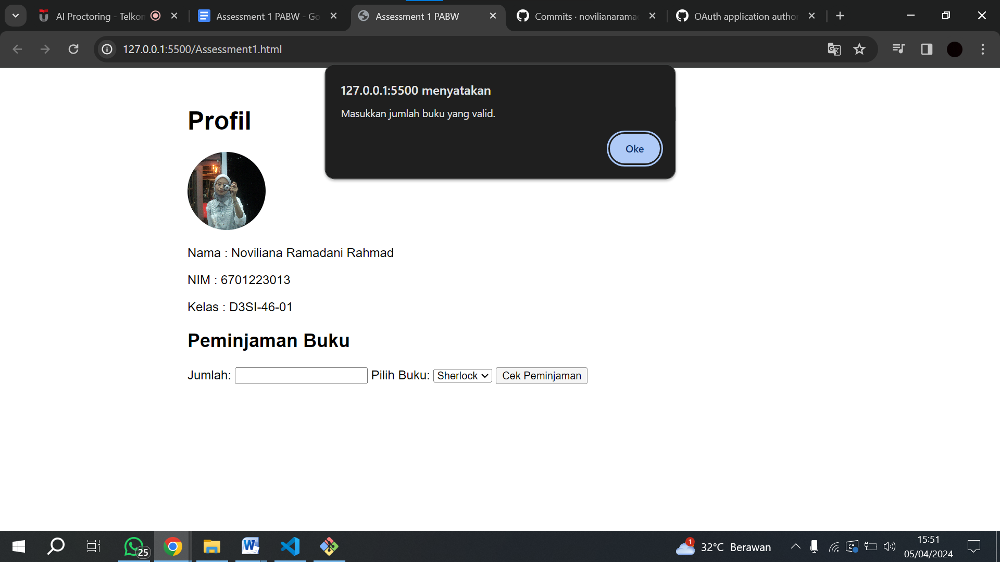 AI Proctoring - Telkon
Assessment 1 PABW - Go
Assessment 1 PABW
Commits · novilianarama
OAuth application author
127.0.0.1:5500/Assessment1.html
127.0.0.1:5500 menyatakan
Masukkan jumlah buku yang valid.
Oke
Profil
Nama : Noviliana Ramadani Rahmad
NIM : 6701223013
Kelas : D3SI-46-01
Peminjaman Buku
Jumlah: Pilih Buku: Sherlock Cek Peminjaman
25
W
1
32°C Berawan
15:51
05/04/2024